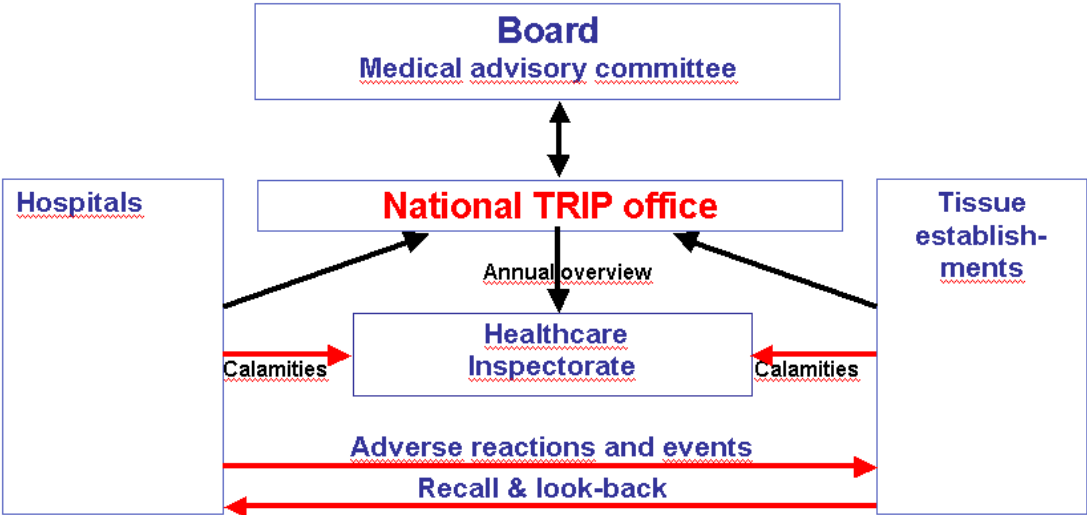 Board
Medical advisory committee
Hospitals
National TRIP office
Tissue
establish-
ments
Annual overview
Healthcare
Inspectorate
Calamities
Calamities
Adverse reactions and events
Recall & look-back